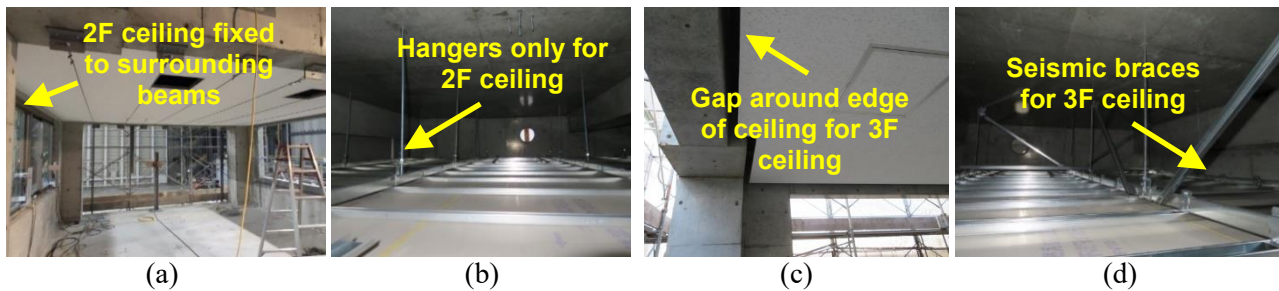 2F ceiling fixed
to surrounding
beams
Hangers only for
2F ceiling
Gap around edge
of ceiling for 3F
ceiling
Seismic braces
for 3F ceiling
(a)
(b)
(c)
(d)